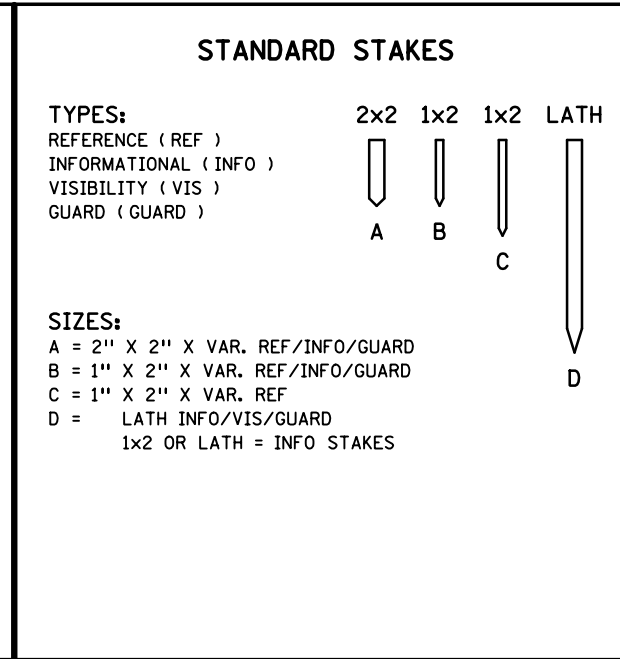 STANDARD STAKES
TYPES:
REFERENCE ( REF )
INFORMATIONAL ( INFO )
VISIBILITY ( VIS )
GUARD ( GUARD )
2x2 1x2 1x2 LATH
A B
C
D
SIZES:
A = 2" X 2" X VAR. REF/INFO/GUARD
B = 1" X 2" X VAR. REF/INFO/GUARD
C = 1" X 2" X VAR. REF
D = LATH INFO/VIS/GUARD
1x2 OR LATH = INFO STAKES